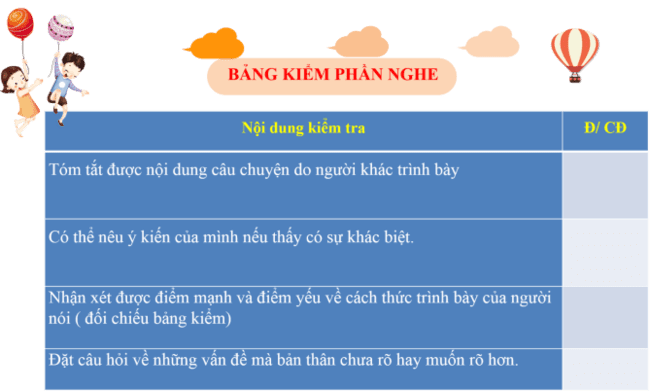 BẢNG KIỂM PHẦN NGHE
Nội dung kiểm tra
Đ/ CĐ
Tóm tắt được nội dung câu chuyện do người khác trình bày
Có thể nêu ý kiến của mình nếu thấy có sự khác biệt.
Nhận xét được điểm mạnh và điểm yếu về cách thức trình bày của người
nói ( đối chiếu bảng kiểm)
Đặt câu hỏi về những vấn đề mà bản thân chưa rõ hay muốn rõ hơn.